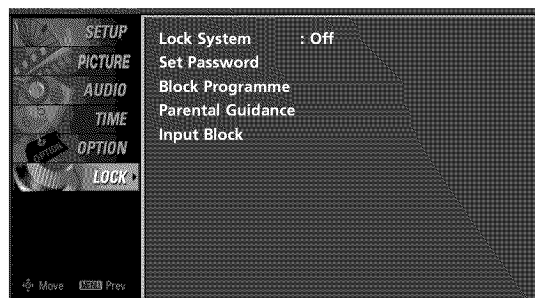 SETUP
PICTURE
AUDIO
TIME
OPTION
LOCK
Lock System : Off
Set Password
Block Programme
Parental Guidance
Input Block
Move MENU Prev